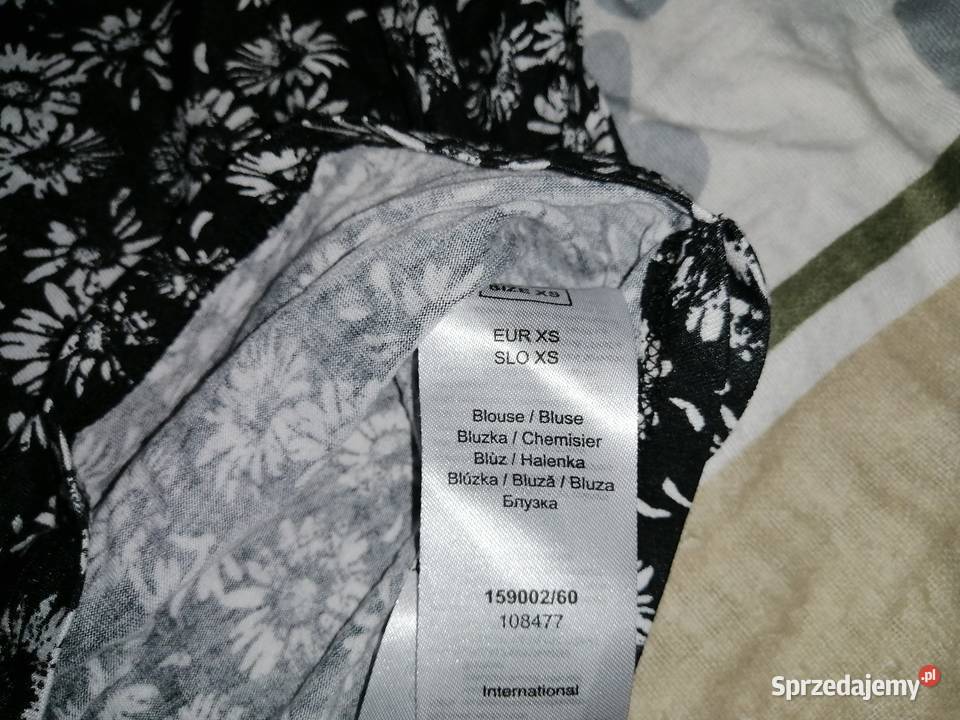 SIZE XS
EUR XS
SLO XS
Blouse / Bluse
Bluzka / Chemisier
Blùz / Halenka
Blúzka / Bluză / Bluza
Блузка
159002/60
108477
International
Sprzedajemy.pl